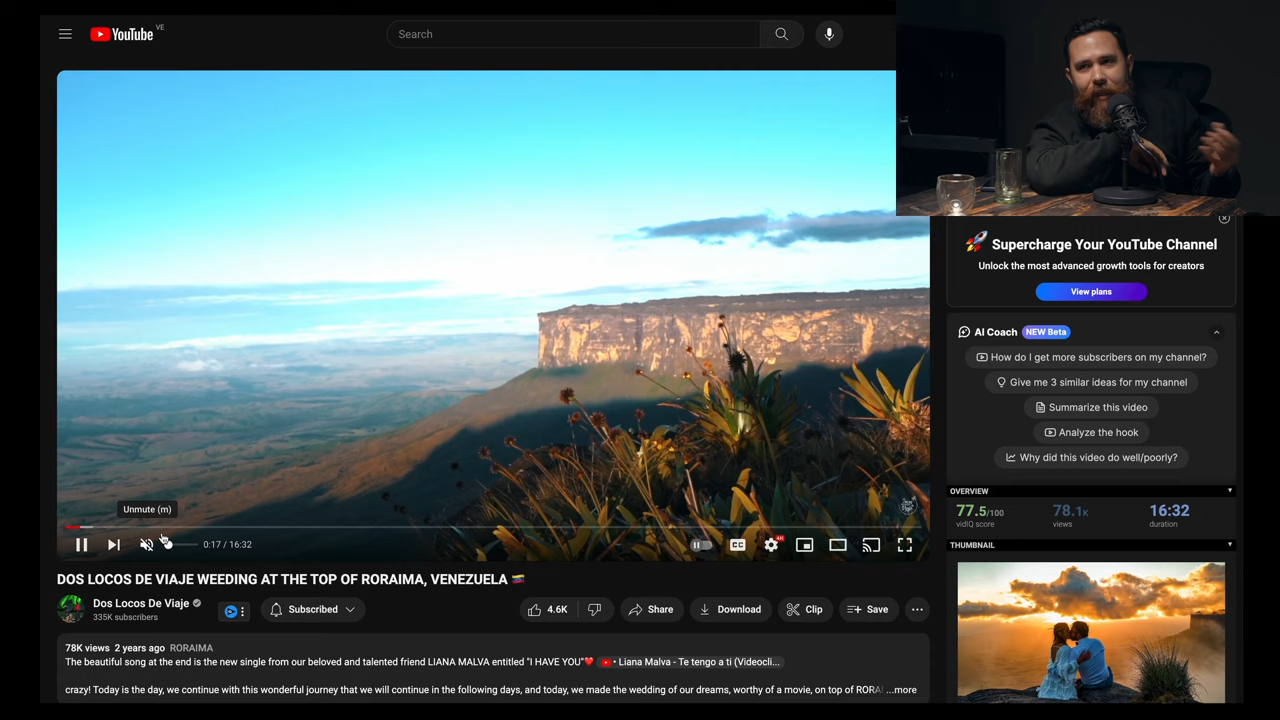 YouTube VE
Search
Supercharge Your YouTube Channel
Unlock the most advanced growth tools for creators
View plans
AI Coach NEW Beta
How do I get more subscribers on my channel?
Give me 3 similar ideas for my channel
Summarize this video
Analyze the hook
Why did this video do well/poorly?
OVERVIEW
77.5/100 78.1K 16:32
vidIQ score views duration
THUMBNAIL
Unmute (m)
0:17 / 16:32
CC
4K
DOS LOCOS DE VIAJE WEEDING AT THE TOP OF RORAIMA, VENEZUELA
Dos Locos De Viaje
335K subscribers
Subscribed
4.6K
Share
Download
Clip
Save
78K views 2 years ago RORAIMA
The beautiful song at the end is the new single from our beloved and talented friend LIANA MALVA entitled "I HAVE YOU"❤️ • Liana Malva - Te tengo a ti (Videocli...
crazy! Today is the day, we continue with this wonderful journey that we will continue in the following days, and today, we made the wedding of our dreams, worthy of a movie, on top of RORAI ...more